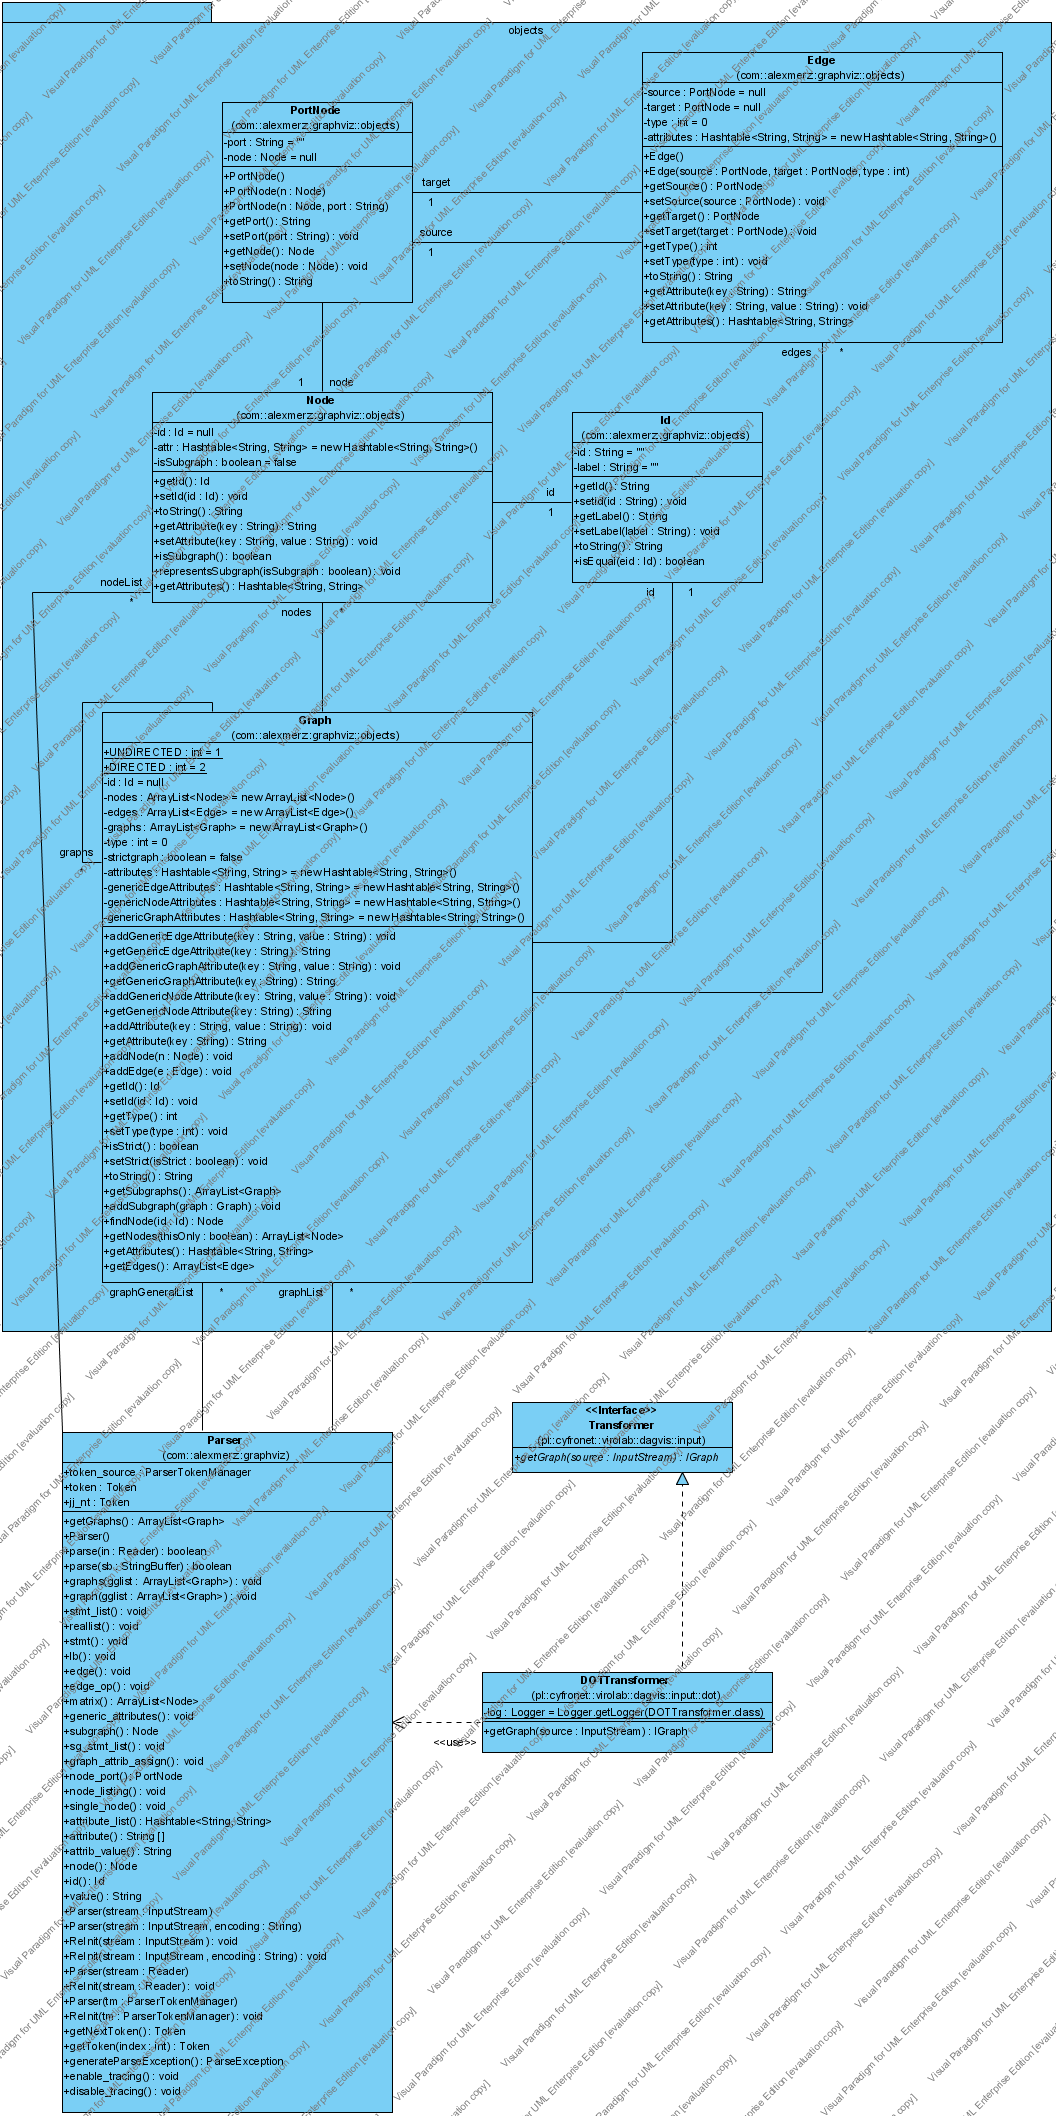 objects
Edge
(com::alexmerz::graphviz::objects)
-source : PortNode = null
-target : PortNode = null
-type : int = 0
-attributes : Hashtable<String, String> = new Hashtable<String, String>()
+Edge()
+Edge(source : PortNode, target : PortNode, type : int)
+getSource() : PortNode
+setSource(source : PortNode) : void
+getTarget() : PortNode
+setTarget(target : PortNode) : void
+getType() : int
+setType(type : int) : void
+toString() : String
+getAttribute(key : String) : String
+setAttribute(key : String, value : String) : void
+getAttributes() : Hashtable<String, String>
PortNode
(com::alexmerz::graphviz::objects)
-port : String = ""
-node : Node = null
+PortNode()
+PortNode(n : Node)
+PortNode(n : Node, port : String)
+getPort() : String
+setPort(port : String) : void
+getNode() : Node
+setNode(node : Node) : void
+toString() : String
target
1
source
1
edges *
1 node
Node
(com::alexmerz::graphviz::objects)
-id : Id = null
-attr : Hashtable<String, String> = new Hashtable<String, String>()
-isSubgraph : boolean = false
+getId() : Id
+setId(id : Id) : void
+toString() : String
+getAttribute(key : String) : String
+setAttribute(key : String, value : String) : void
+isSubgraph() : boolean
+representsSubgraph(isSubgraph : boolean) : void
+getAttributes() : Hashtable<String, String>
id
1
Id
(com::alexmerz::graphviz::objects)
-id : String = ""
-label : String = ""
+getId() : String
+setId(id : String) : void
+getLabel() : String
+setLabel(label : String) : void
+toString() : String
+isEqual(eid : Id) : boolean
id 1
nodeList
*
nodes *
graphs
*
Graph
(com::alexmerz::graphviz::objects)
+UNDIRECTED : int = 1
+DIRECTED : int = 2
-id : Id = null
-nodes : ArrayList<Node> = new ArrayList<Node>()
-edges : ArrayList<Edge> = new ArrayList<Edge>()
-graphs : ArrayList<Graph> = new ArrayList<Graph>()
-type : int = 0
-strictgraph : boolean = false
-attributes : Hashtable<String, String> = new Hashtable<String, String>()
-genericEdgeAttributes : Hashtable<String, String> = new Hashtable<String, String>()
-genericNodeAttributes : Hashtable<String, String> = new Hashtable<String, String>()
-genericGraphAttributes : Hashtable<String, String> = new Hashtable<String, String>()
+addGenericEdgeAttribute(key : String, value : String) : void
+getGenericEdgeAttribute(key : String) : String
+addGenericGraphAttribute(key : String, value : String) : void
+getGenericGraphAttribute(key : String) : String
+addGenericNodeAttribute(key : String, value : String) : void
+getGenericNodeAttribute(key : String) : String
+addAttribute(key : String, value : String) : void
+getAttribute(key : String) : String
+addNode(n : Node) : void
+addEdge(e : Edge) : void
+getId() : Id
+setId(id : Id) : void
+getType() : int
+setType(type : int) : void
+isStrict() : boolean
+setStrict(isStrict : boolean) : void
+toString() : String
+getSubgraphs() : ArrayList<Graph>
+addSubgraph(graph : Graph) : void
+findNode(id : Id) : Node
+getNodes(thisOnly : boolean) : ArrayList<Node>
+getAttributes() : Hashtable<String, String>
+getEdges() : ArrayList<Edge>
graphGeneralList * graphList *
Parser
(com::alexmerz::graphviz)
+token_source : ParserTokenManager
+token : Token
+jj_nt : Token
+getGraphs() : ArrayList<Graph>
+Parser()
+parse(in : Reader) : boolean
+parse(sb : StringBuffer) : boolean
+graphs(gglist : ArrayList<Graph>) : void
+graph(gglist : ArrayList<Graph>) : void
+stmt_list() : void
+reallist() : void
+stmt() : void
+lb() : void
+edge() : void
+edge_op() : void
+matrix() : ArrayList<Node>
+generic_attributes() : void
+subgraph() : Node
+sg_stmt_list() : void
+graph_attrib_assign() : void
+node_port() : PortNode
+node_listing() : void
+single_node() : void
+attribute_list() : Hashtable<String, String>
+attribute() : String []
+attrib_value() : String
+node() : Node
+id() : Id
+value() : String
+Parser(stream : InputStream)
+Parser(stream : InputStream, encoding : String)
+ReInit(stream : InputStream) : void
+ReInit(stream : InputStream, encoding : String) : void
+Parser(stream : Reader)
+ReInit(stream : Reader) : void
+Parser(tm : ParserTokenManager)
+ReInit(tm : ParserTokenManager) : void
+getNextToken() : Token
+getToken(index : int) : Token
+generateParseException() : ParseException
+enable_tracing() : void
+disable_tracing() : void
<<Interface>>
Transformer
(pl::cyfronet::virolab::dagvis::input)
+getGraph(source : InputStream) : IGraph
DOTTransformer
(pl::cyfronet::virolab::dagvis::input::dot)
-log : Logger = Logger.getLogger(DOTTransformer.class)
+getGraph(source : InputStream) : IGraph
<<use>>
Visual Paradigm for UML Enterprise Edition [evaluation copy]